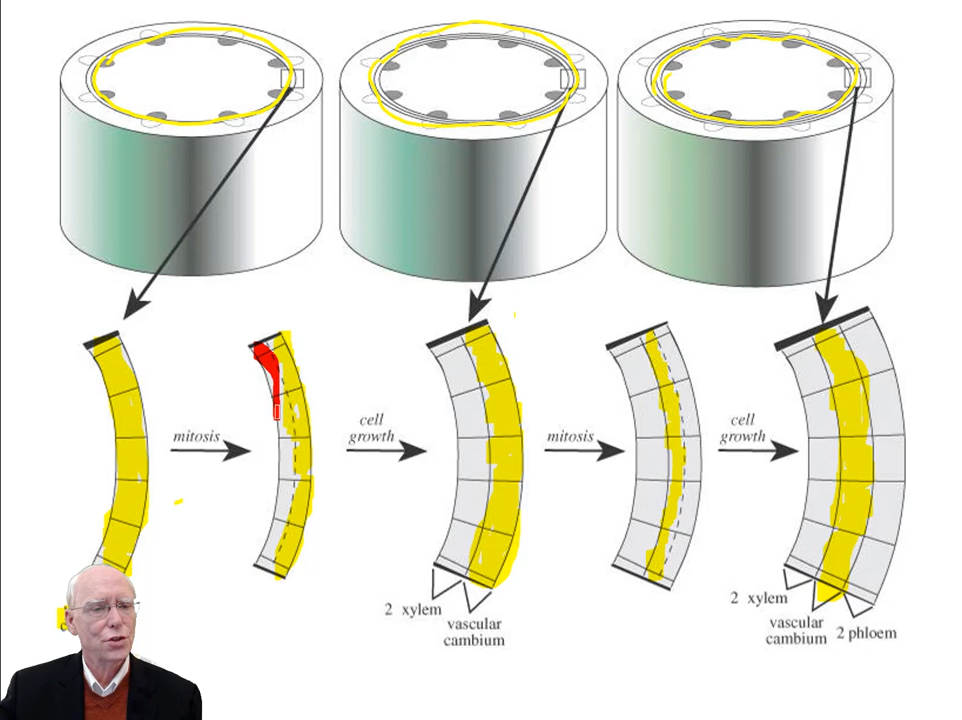 mitosis
cell
growth
mitosis
cell
growth
2 xylem
vascular
cambium
2 xylem
vascular
cambium
2 phloem